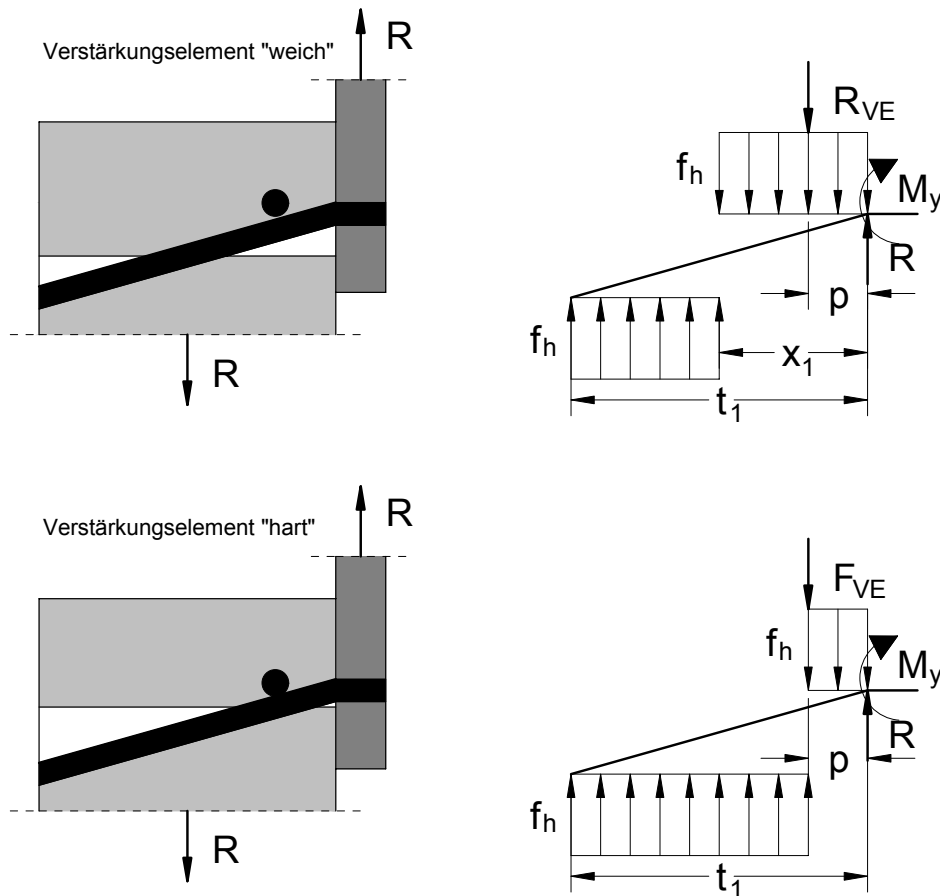 Verstärkungselement "weich"
R
R
R_VE
f_h
M_y
R
p
f_h
x_1
t_1
Verstärkungselement "hart"
R
R
F_VE
f_h
M_y
R
p
f_h
t_1